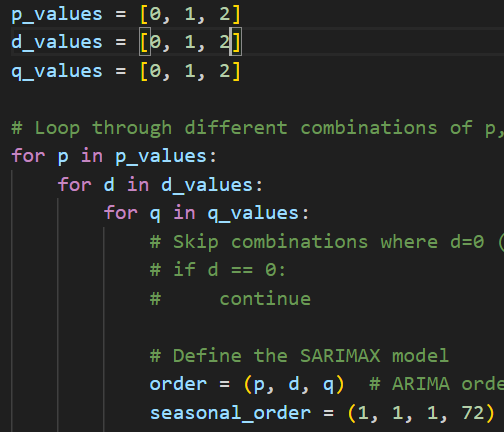 p_values = [0, 1, 2]
d_values = [0, 1, 2]
q_values = [0, 1, 2]
# Loop through different combinations of p,
for p in p_values:
for d in d_values:
for q in q_values:
# Skip combinations where d=0 (
# if d == 0:
#     continue
# Define the SARIMAX model
order = (p, d, q)  # ARIMA orde
seasonal_order = (1, 1, 1, 72)